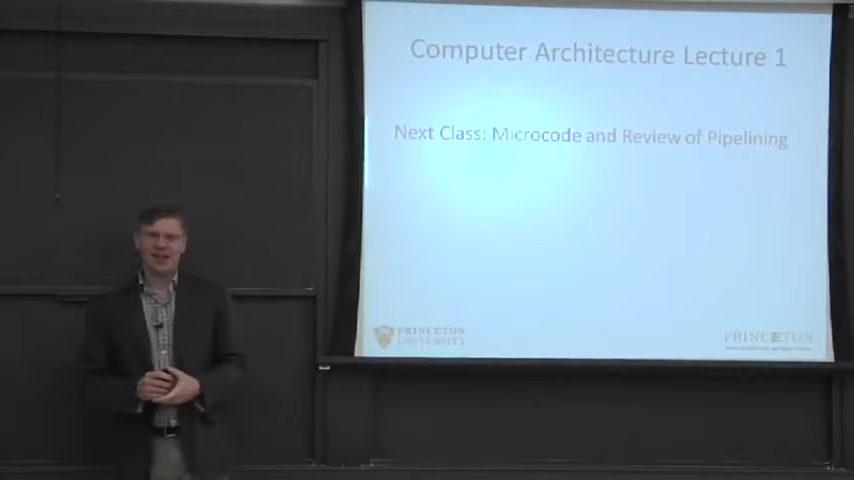 Computer Architecture Lecture 1
Next Class: Microcode and Review of Pipelining
PRINCETON
UNIVERSITY
PRINCETON